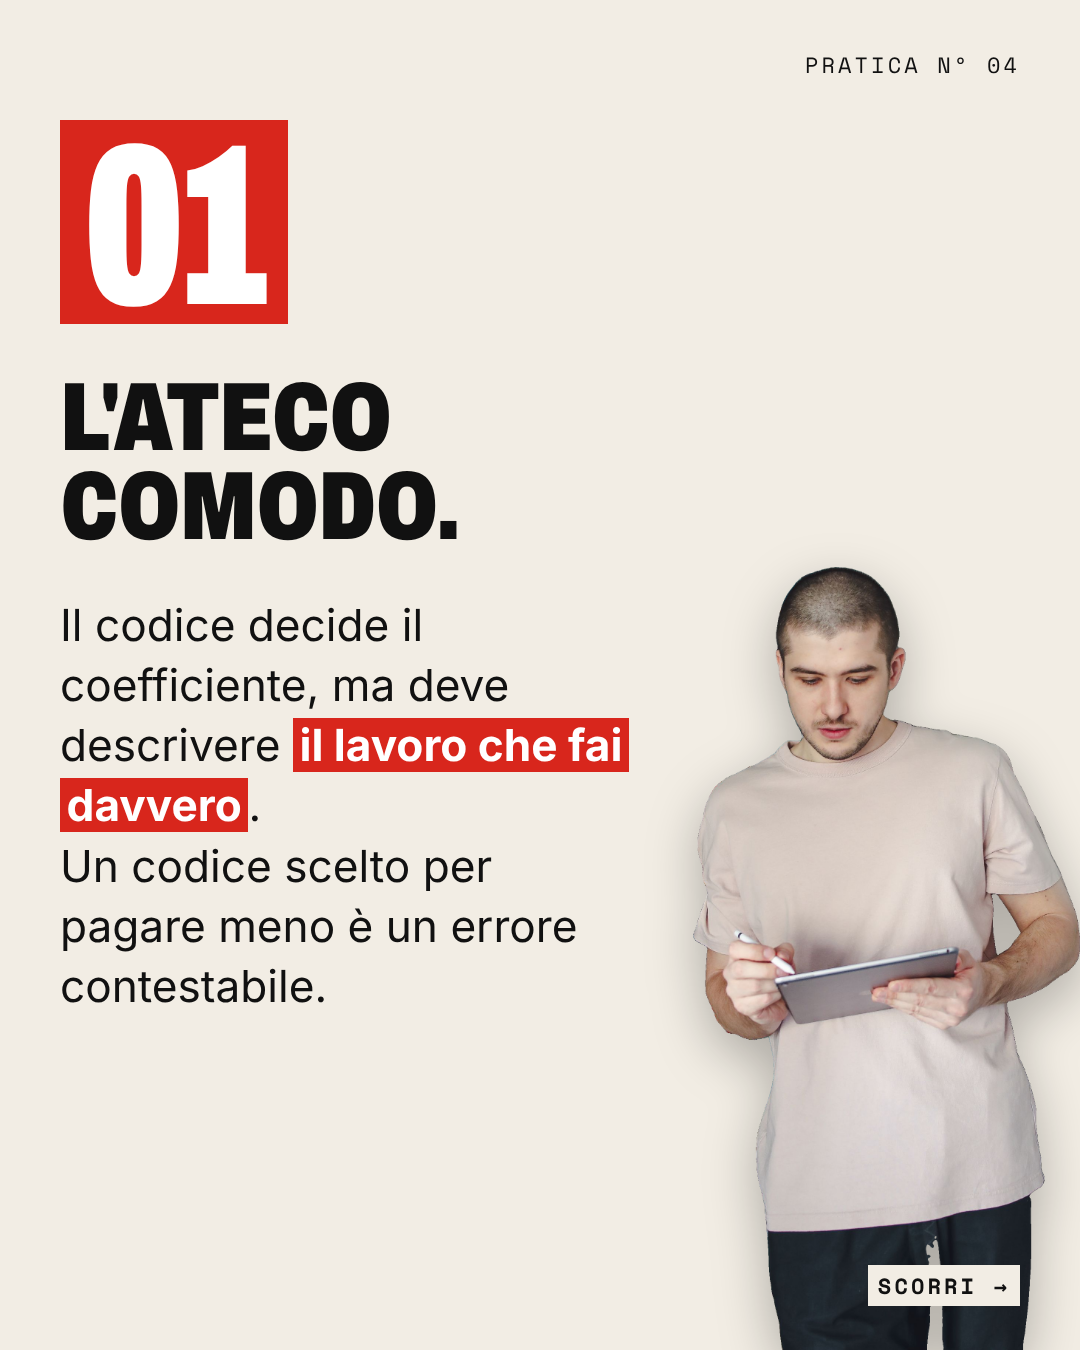 PRATICA Nº 04
01
L'ATECO
COMODO.
Il codice decide il
coefficiente, ma deve
descrivere il lavoro che fai
davvero.
Un codice scelto per
pagare meno è un errore
contestabile.
SCORRI →